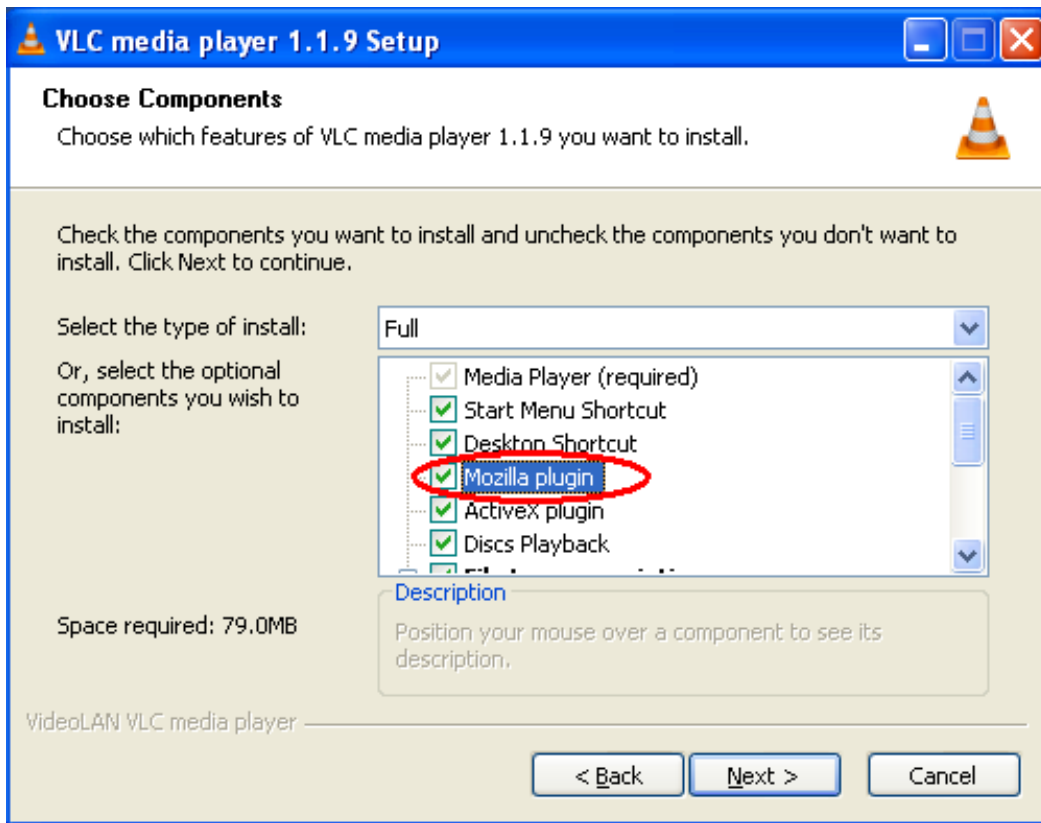 VLC media player 1.1.9 Setup
Choose Components
Choose which features of VLC media player 1.1.9 you want to install.
Check the components you want to install and uncheck the components you don't want to
install. Click Next to continue.
Select the type of install:
Full
Or, select the optional
components you wish to
install:
Media Player (required)
Start Menu Shortcut
Desktop Shortcut
Mozilla plugin
ActiveX plugin
Discs Playback
Space required: 79.0MB
Description
Position your mouse over a component to see its
description.
VideoLAN VLC media player
< Back
Next >
Cancel